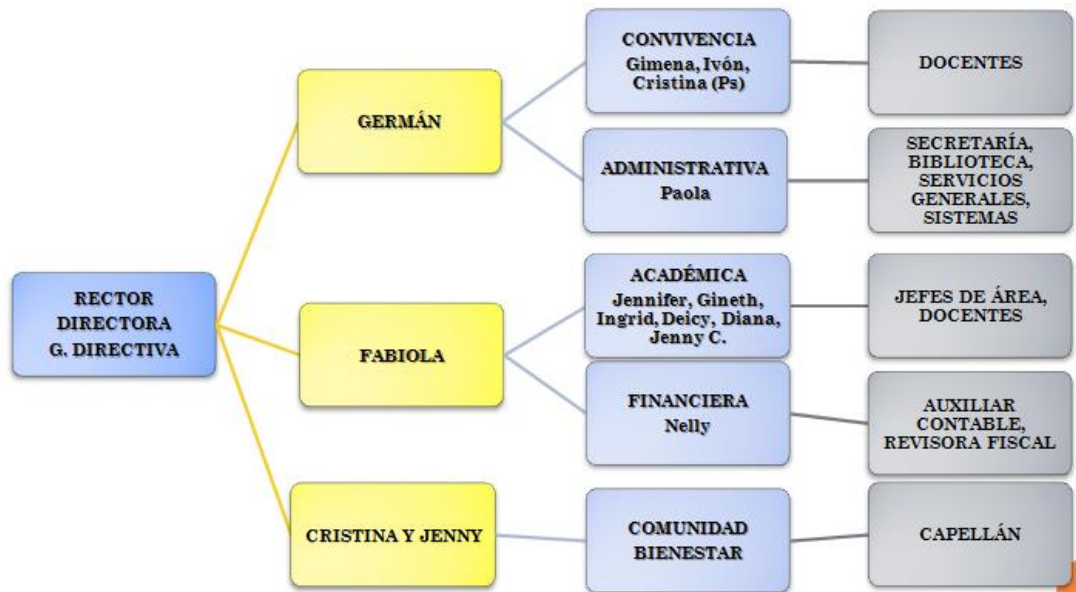 RECTOR
DIRECTORA
G. DIRECTIVA
GERMÁN
CONVIVENCIA
Gimena, Ivón,
Cristina (Ps)
DOCENTES
ADMINISTRATIVA
Paola
SECRETARÍA,
BIBLIOTECA,
SERVICIOS
GENERALES,
SISTEMAS
FABIOLA
ACADÉMICA
Jennifer, Gineth,
Ingrid, Deicy, Diana,
Jenny C.
JEFES DE ÁREA,
DOCENTES
FINANCIERA
Nelly
AUXILIAR
CONTABLE,
REVISORA FISCAL
CRISTINA Y JENNY
COMUNIDAD
BIENESTAR
CAPELLÁN